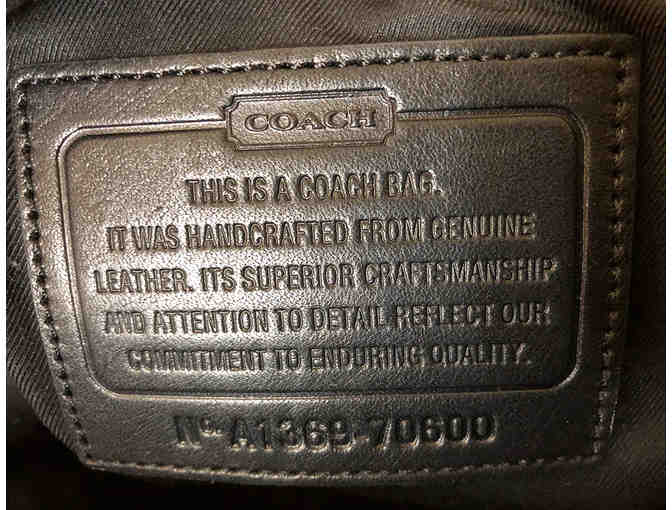 COACH
THIS IS A COACH BAG.
IT WAS HANDCRAFTED FROM GENUINE
LEATHER. ITS SUPERIOR CRAFTSMANSHIP
AND ATTENTION TO DETAIL REFLECT OUR
COMMITMENT TO ENDURING QUALITY.
Nº A1369-70600